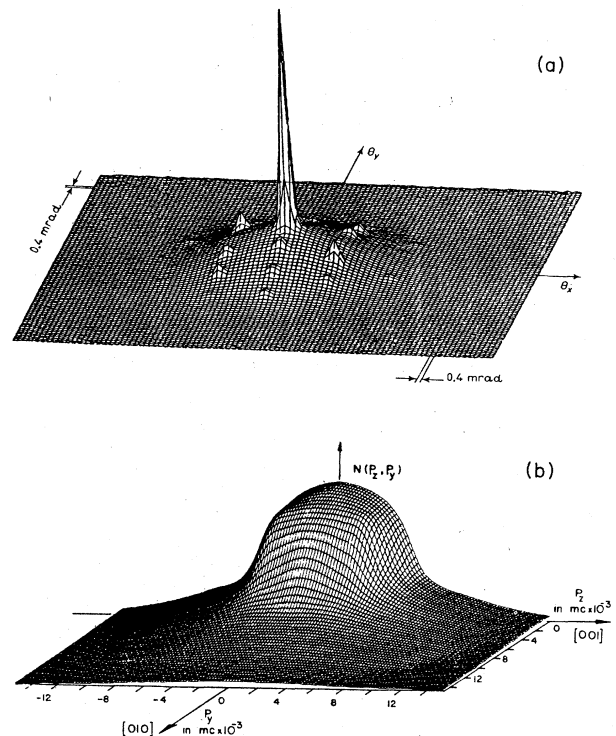 (a)
θy
0.4 mrad
θx
0.4 mrad
(b)
N(Pz,Py)
Pz
in mc×10⁻³
[001]
0
4
8
12
-12
-8
-4
0
4
8
12
Py
in mc×10⁻³
[010]